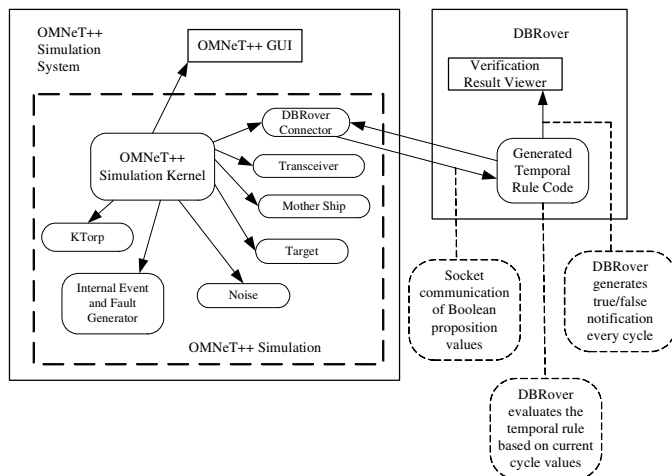 OMNeT++
Simulation
System
OMNeT++ GUI
DBRover
Connector
OMNeT++
Simulation Kernel
Transceiver
Mother Ship
KTorp
Target
Internal Event
and Fault
Generator
Noise
OMNeT++ Simulation
DBRover
Verification
Result Viewer
Generated
Temporal
Rule Code
Socket
communication
of Boolean
proposition
values
DBRover
generates
true/false
notification
every cycle
DBRover
evaluates the
temporal rule
based on current
cycle values